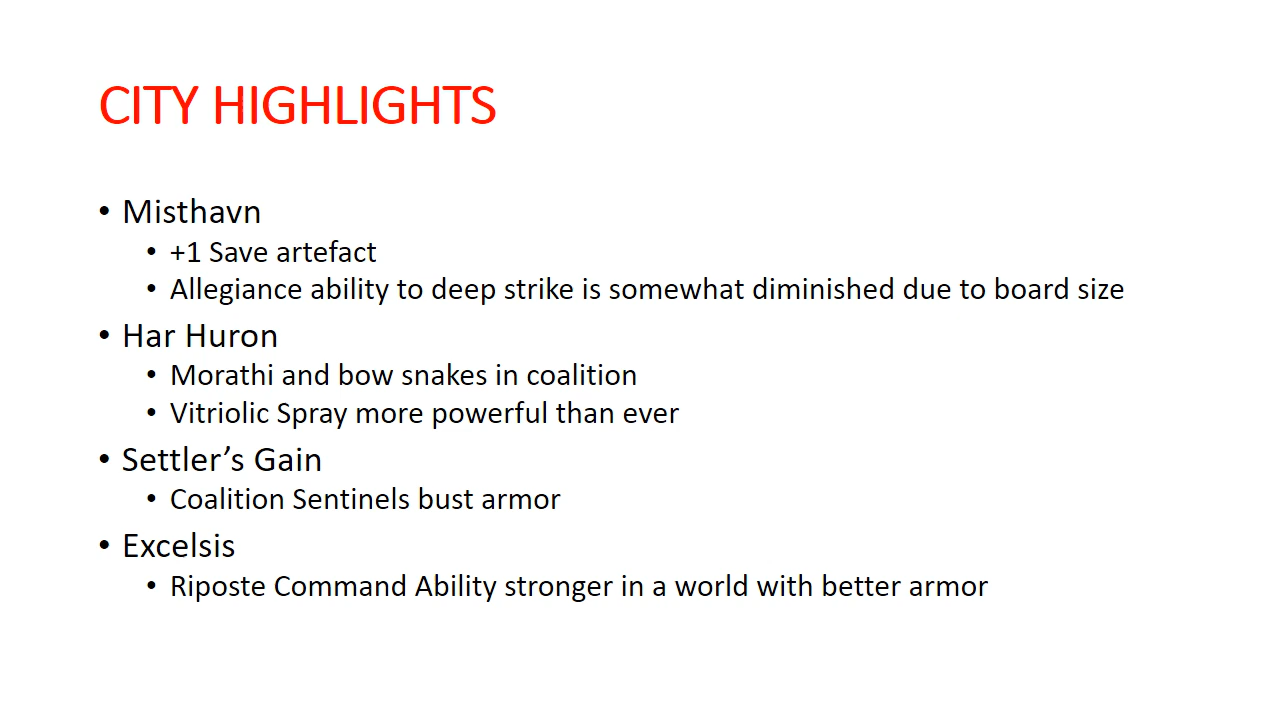 CITY HIGHLIGHTS
• Misthavn
• +1 Save artefact
• Allegiance ability to deep strike is somewhat diminished due to board size
• Har Huron
• Morathi and bow snakes in coalition
• Vitriolic Spray more powerful than ever
• Settler’s Gain
• Coalition Sentinels bust armor
• Excelsis
• Riposte Command Ability stronger in a world with better armor